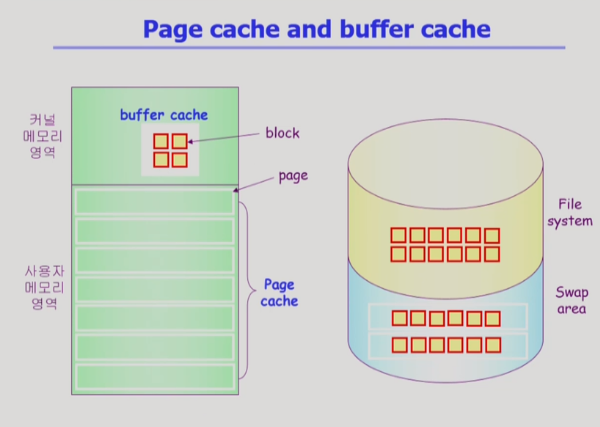 Page cache and buffer cache
커널
메모리
영역
buffer cache
block
page
사용자
메모리
영역
Page
cache
File
system
Swap
area